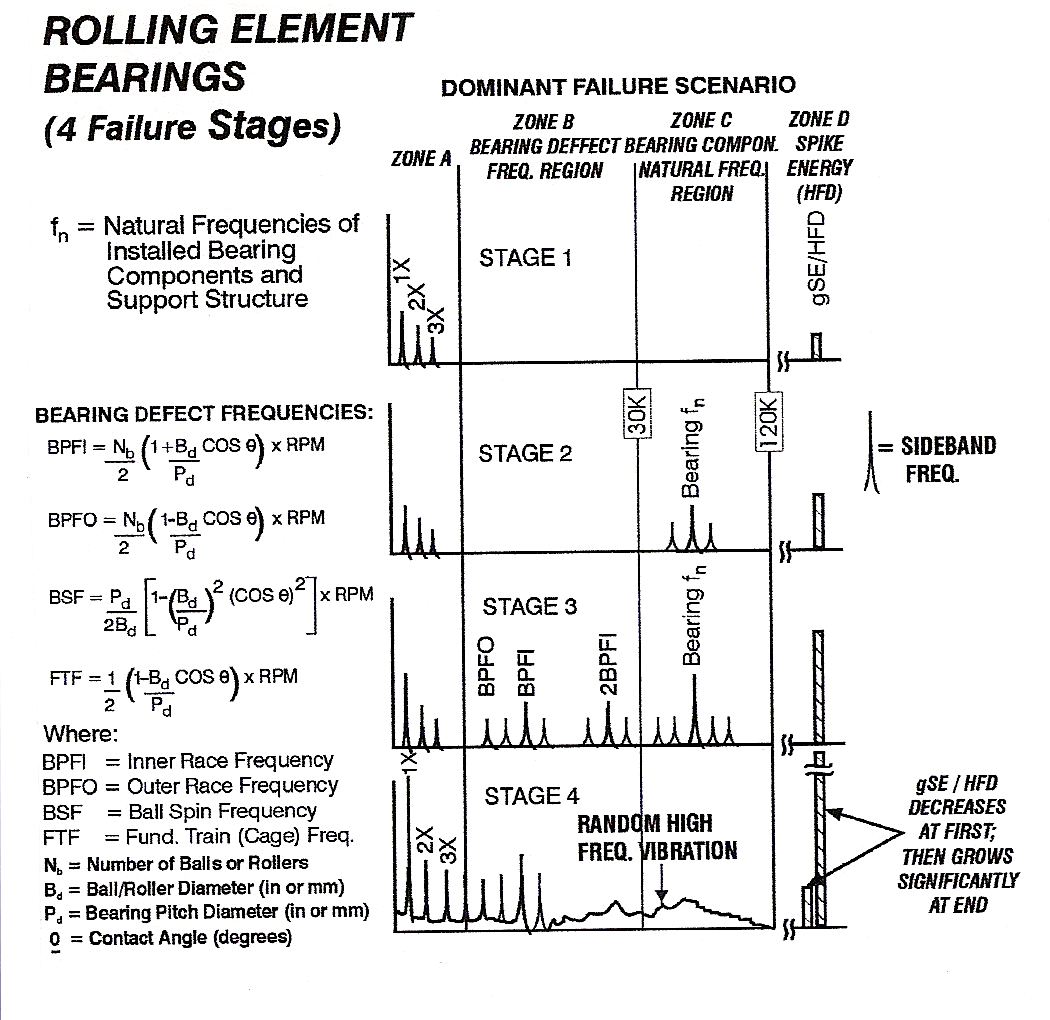 ROLLING ELEMENT
BEARINGS
(4 Failure Stages)
DOMINANT FAILURE SCENARIO
ZONE A
ZONE B
BEARING DEFFECT
FREQ. REGION
ZONE C
BEARING COMPON.
NATURAL FREQ.
REGION
ZONE D
SPIKE
ENERGY
(HFD)
fn = Natural Frequencies of
Installed Bearing
Components and
Support Structure
1X
2X
3X
STAGE 1
gSE/HFD
30K
120K
BEARING DEFECT FREQUENCIES:
BPFI = Nb/2 (1+Bd/Pd COS θ) x RPM
BPFO = Nb/2 (1-Bd/Pd COS θ) x RPM
BSF = Pd/2Bd [1-(Bd/Pd)2 (COS θ)2] x RPM
FTF = 1/2 (1-Bd/Pd COS θ) x RPM
STAGE 2
Bearing fn
= SIDEBAND
FREQ.
STAGE 3
BPFO
BPFI
2BPFI
Bearing fn
Where:
BPFI = Inner Race Frequency
BPFO = Outer Race Frequency
BSF = Ball Spin Frequency
FTF = Fund. Train (Cage) Freq.
Nb = Number of Balls or Rollers
Bd = Ball/Roller Diameter (in or mm)
Pd = Bearing Pitch Diameter (in or mm)
0 = Contact Angle (degrees)
1X
2X
3X
STAGE 4
RANDOM HIGH
FREQ. VIBRATION
gSE / HFD
DECREASES
AT FIRST;
THEN GROWS
SIGNIFICANTLY
AT END